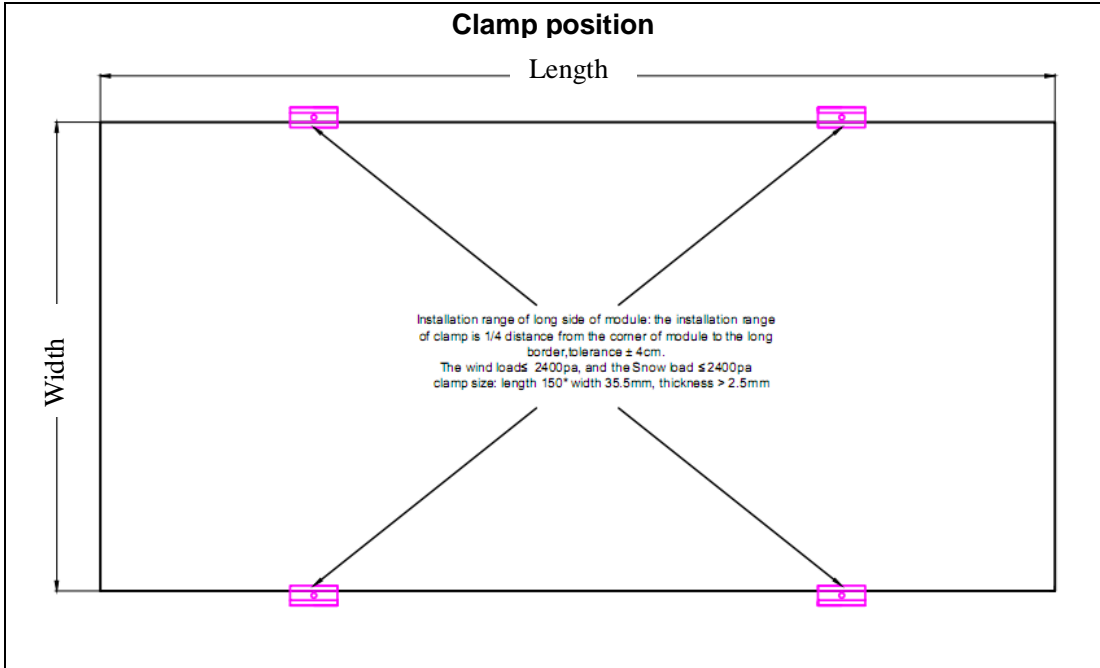 Clamp position
Length
Width
Installation range of long side of module: the installation range
of clamp is 1/4 distance from the corner of module to the long
border,tolerance ± 4cm.
The wind load≤ 2400pa, and the Snow load ≤2400pa
clamp size: length 150* width 35.5mm, thickness > 2.5mm